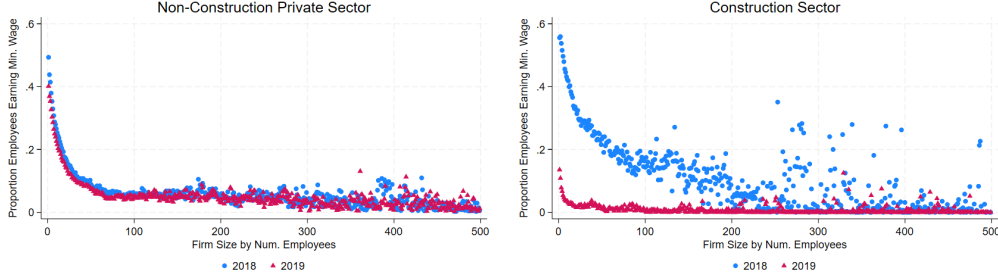 Non-Construction Private Sector
Proportion Employees Earning Min. Wage
.6
.4
.2
0
0 100 200 300 400 500
Firm Size by Num. Employees
2018 2019
Construction Sector
Proportion Employees Earning Min. Wage
.6
.4
.2
0
0 100 200 300 400 500
Firm Size by Num. Employees
2018 2019